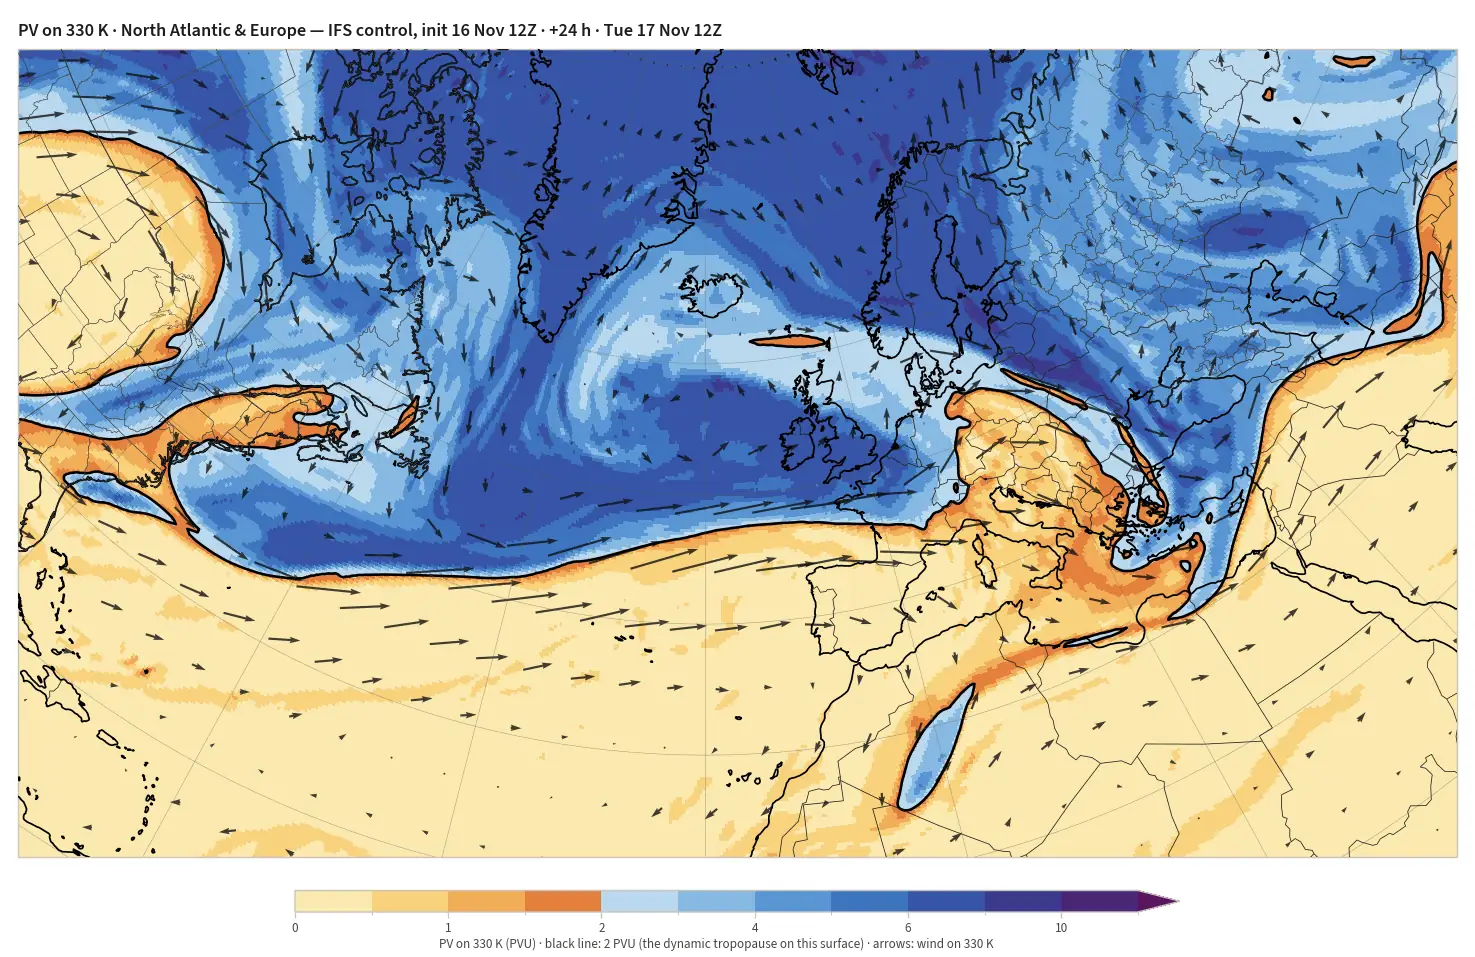 PV on 330 K · North Atlantic & Europe — IFS control, init 16 Nov 12Z · +24 h · Tue 17 Nov 12Z
0 1 2 4 6 10
PV on 330 K (PVU) · black line: 2 PVU (the dynamic tropopause on this surface) · arrows: wind on 330 K